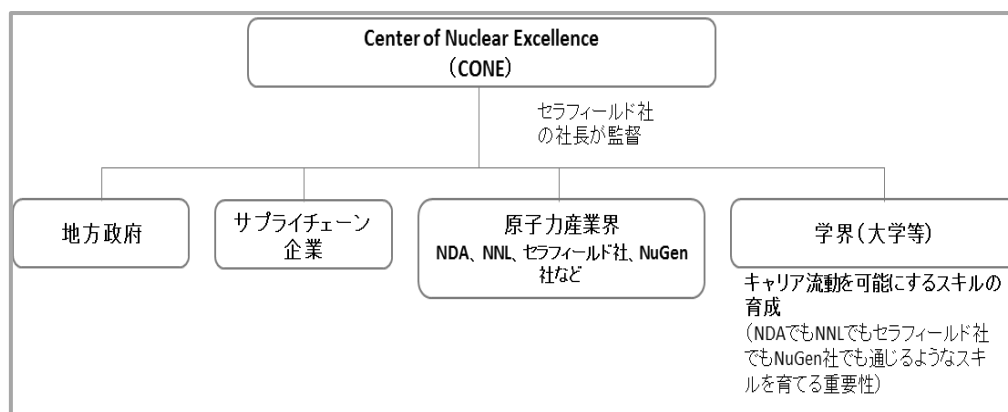 Center of Nuclear Excellence
（CONE）
セラフィールド社
の社長が監督
地方政府
サプライチェーン
企業
原子力産業界
NDA、NNL、セラフィールド社、NuGen
社など
学界（大学等）
キャリア流動を可能にするスキルの
育成
（NDAでもNNLでもセラフィールド社
でもNuGen社でも通じるようなスキ
ルを育てる重要性）